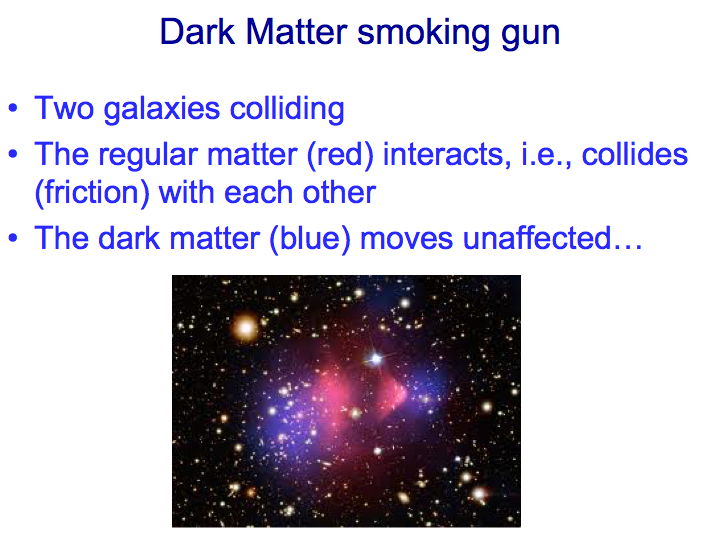 Dark Matter smoking gun
• Two galaxies colliding
• The regular matter (red) interacts, i.e., collides
(friction) with each other
• The dark matter (blue) moves unaffected…